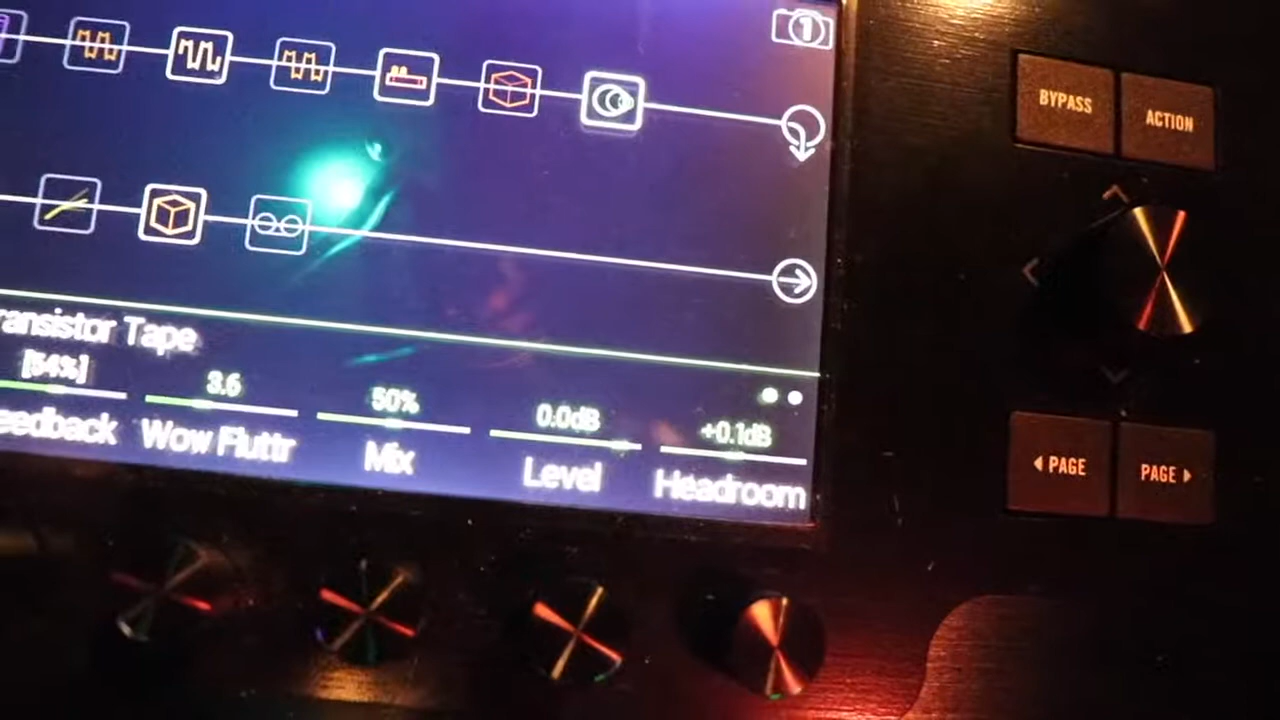 1
BYPASS
ACTION
ransistor Tape
[54%]
3.6
50%
0.0dB
+0.1dB
eedback
Wow Fluttr
Mix
Level
Headroom
PAGE
PAGE